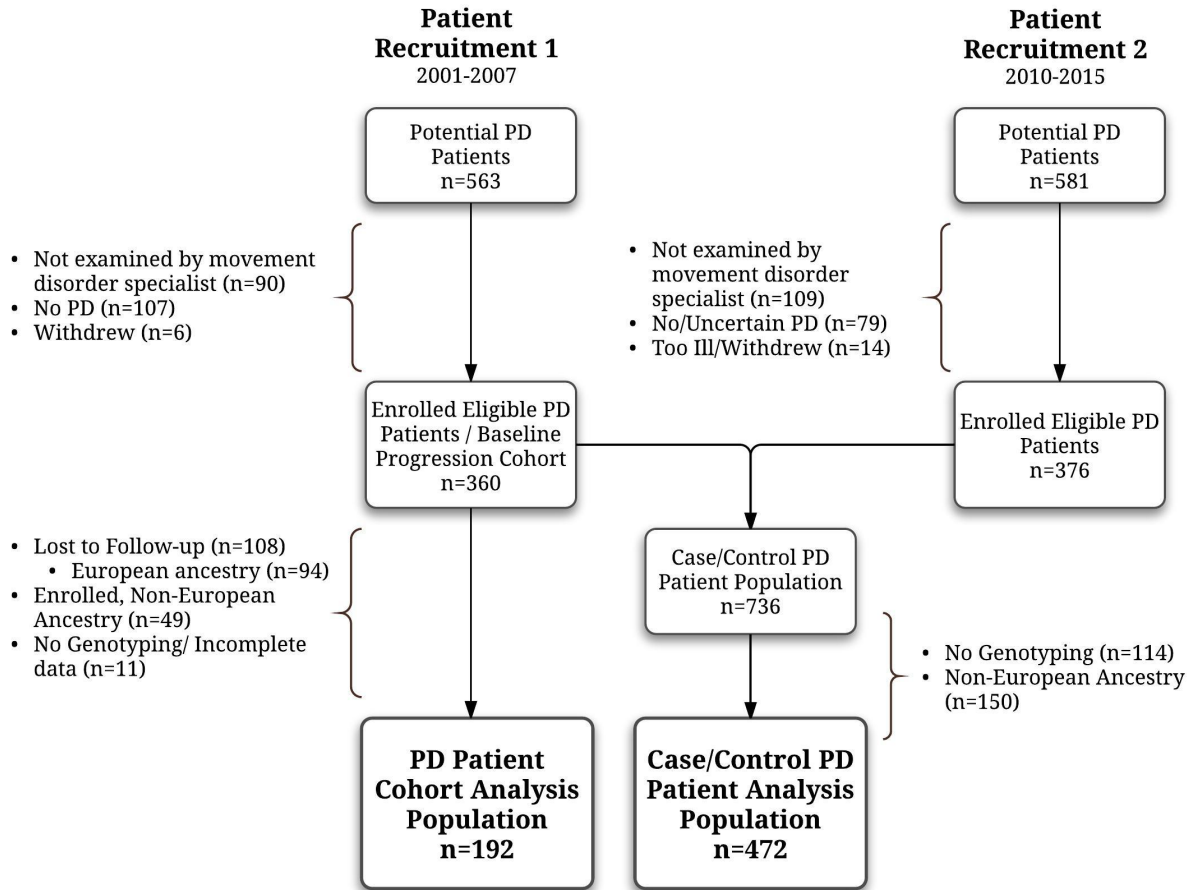 Patient
Recruitment 1
2001-2007
Patient
Recruitment 2
2010-2015
Potential PD
Patients
n=563
Potential PD
Patients
n=581
• Not examined by movement
disorder specialist (n=90)
• No PD (n=107)
• Withdrew (n=6)
• Not examined by
movement disorder
specialist (n=109)
• No/Uncertain PD (n=79)
• Too Ill/Withdrew (n=14)
Enrolled Eligible PD
Patients / Baseline
Progression Cohort
n=360
Enrolled Eligible PD
Patients
n=376
• Lost to Follow-up (n=108)
• European ancestry (n=94)
• Enrolled, Non-European
Ancestry (n=49)
• No Genotyping/ Incomplete
data (n=11)
Case/Control PD
Patient Population
n=736
• No Genotyping (n=114)
• Non-European Ancestry
(n=150)
PD Patient
Cohort Analysis
Population
n=192
Case/Control PD
Patient Analysis
Population
n=472